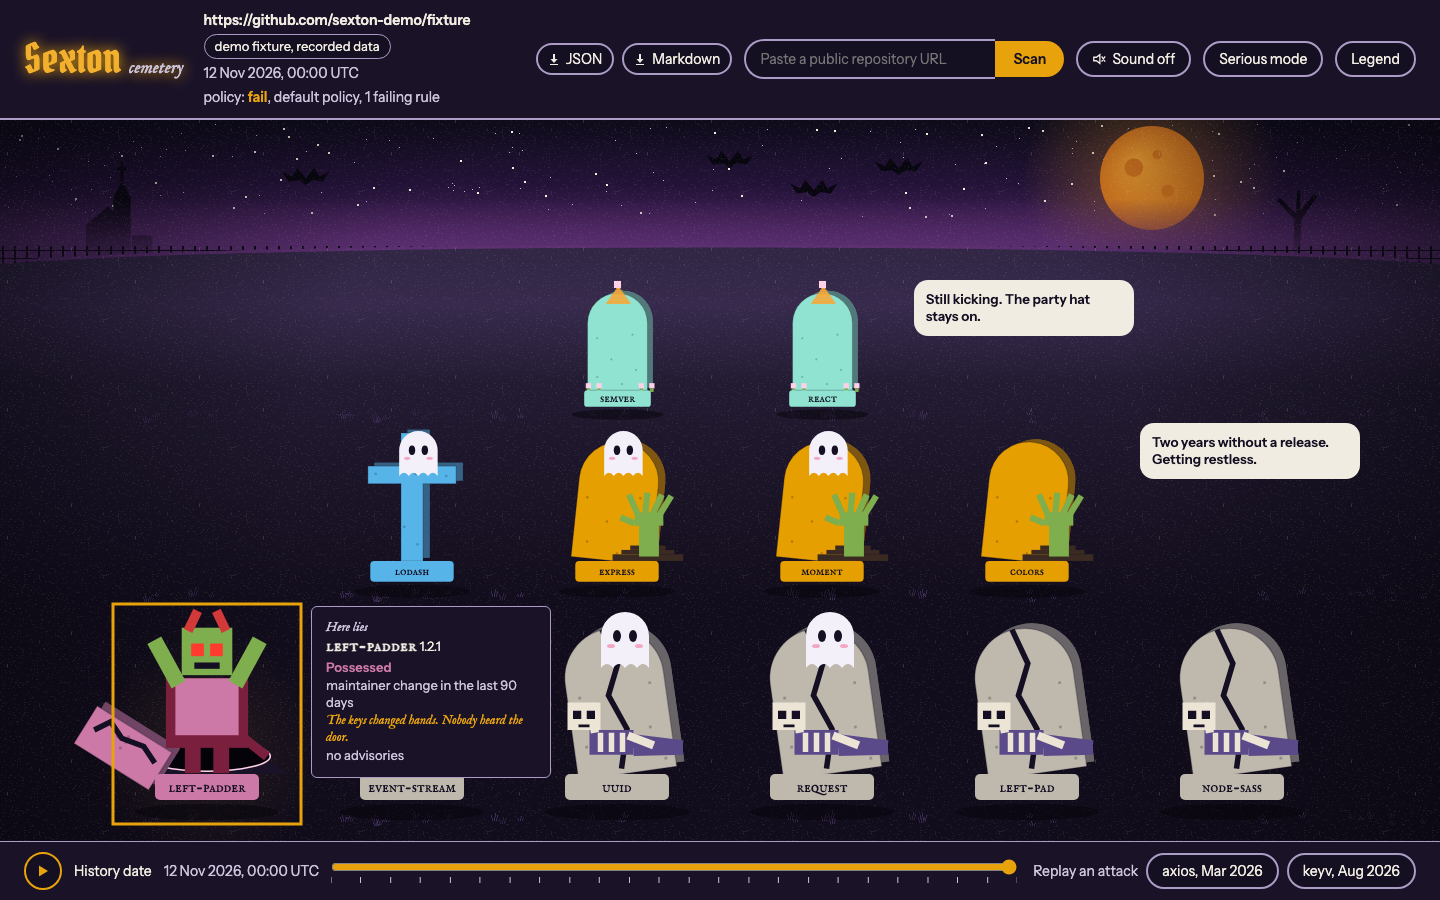 Sexton cemetery
https://github.com/sexton-demo/fixture
demo fixture, recorded data
12 Nov 2026, 00:00 UTC
policy: fail, default policy, 1 failing rule
JSON
Markdown
Paste a public repository URL
Scan
Sound off
Serious mode
Legend
Still kicking. The party hat
stays on.
SEMVER
REACT
Two years without a release.
Getting restless.
LODASH
EXPRESS
MOMENT
COLORS
Here lies
LEFT-PADDER 1.2.1
Possessed
maintainer change in the last 90
days
The keys changed hands. Nobody heard the
door.
no advisories
LEFT-PADDER
EVENT-STREAM
UUID
REQUEST
LEFT-PAD
NODE-SASS
History date
12 Nov 2026, 00:00 UTC
Replay an attack
axios, Mar 2026
keyv, Aug 2026